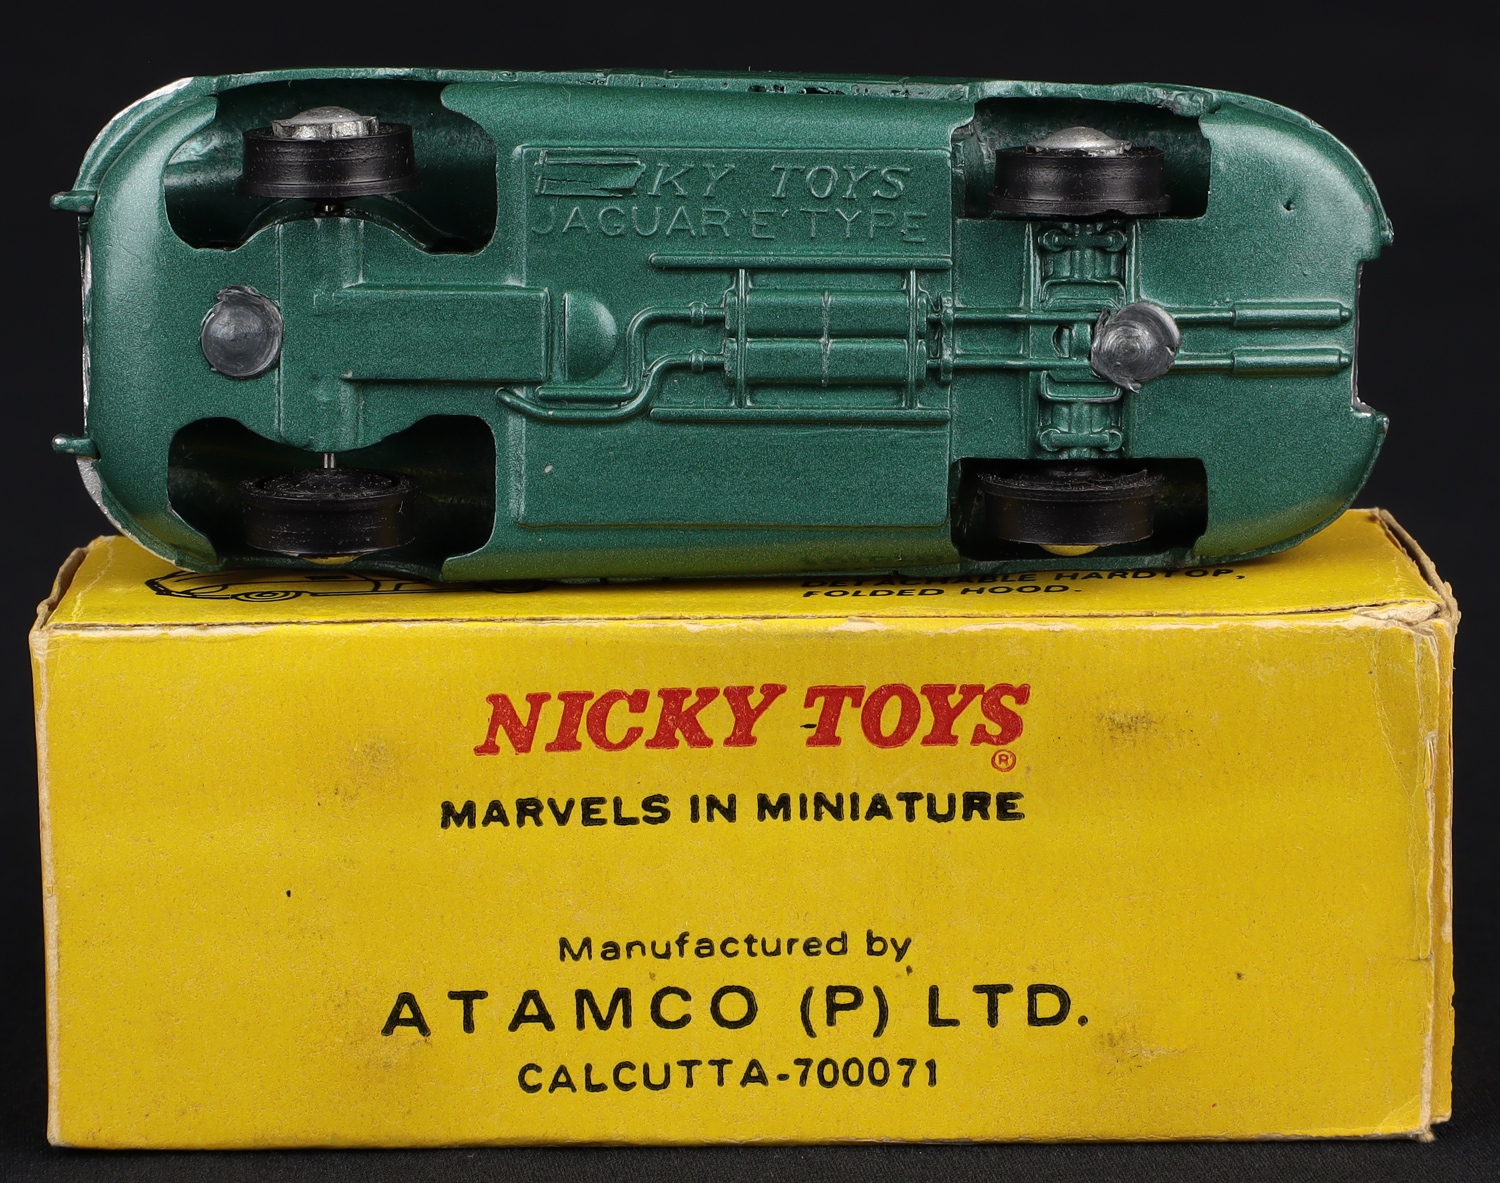 KY TOYS
JAGUAR 'E' TYPE
DETACHABLE HARDTOP,
FOLDED HOOD.
NICKY TOYS
®
MARVELS IN MINIATURE
Manufactured by
ATAMCO (P) LTD.
CALCUTTA-700071